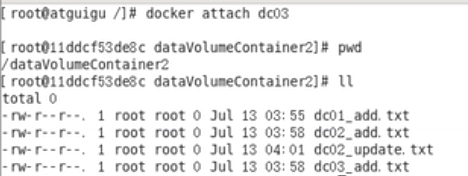 [root@atguigu /]# docker attach dc03
[root@11ddcf53de8c dataVolumeContainer2]# pwd
/dataVolumeContainer2
[root@11ddcf53de8c dataVolumeContainer2]# ll
total 0
-rw-r--r--. 1 root root 0 Jul 13 03:55 dc01_add.txt
-rw-r--r--. 1 root root 0 Jul 13 03:58 dc02_add.txt
-rw-r--r--. 1 root root 0 Jul 13 04:01 dc02_update.txt
-rw-r--r--. 1 root root 0 Jul 13 03:58 dc03_add.txt